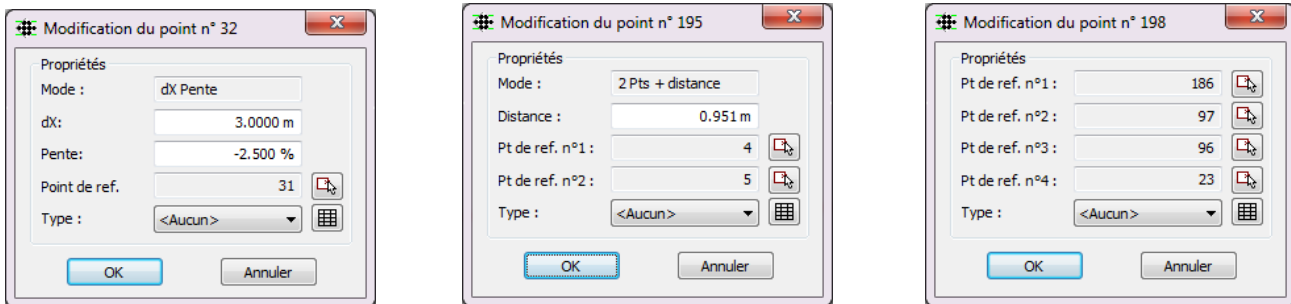 Modification du point n° 32
Propriétés
Mode : dX Pente
dX: 3.0000 m
Pente: -2.500 %
Point de ref. 31
Type : <Aucun>
OK Annuler
Modification du point n° 195
Propriétés
Mode : 2 Pts + distance
Distance : 0.951 m
Pt de ref. n°1 : 4
Pt de ref. n°2 : 5
Type : <Aucun>
OK Annuler
Modification du point n° 198
Propriétés
Pt de ref. n°1 : 186
Pt de ref. n°2 : 97
Pt de ref. n°3 : 96
Pt de ref. n°4 : 23
Type : <Aucun>
OK Annuler